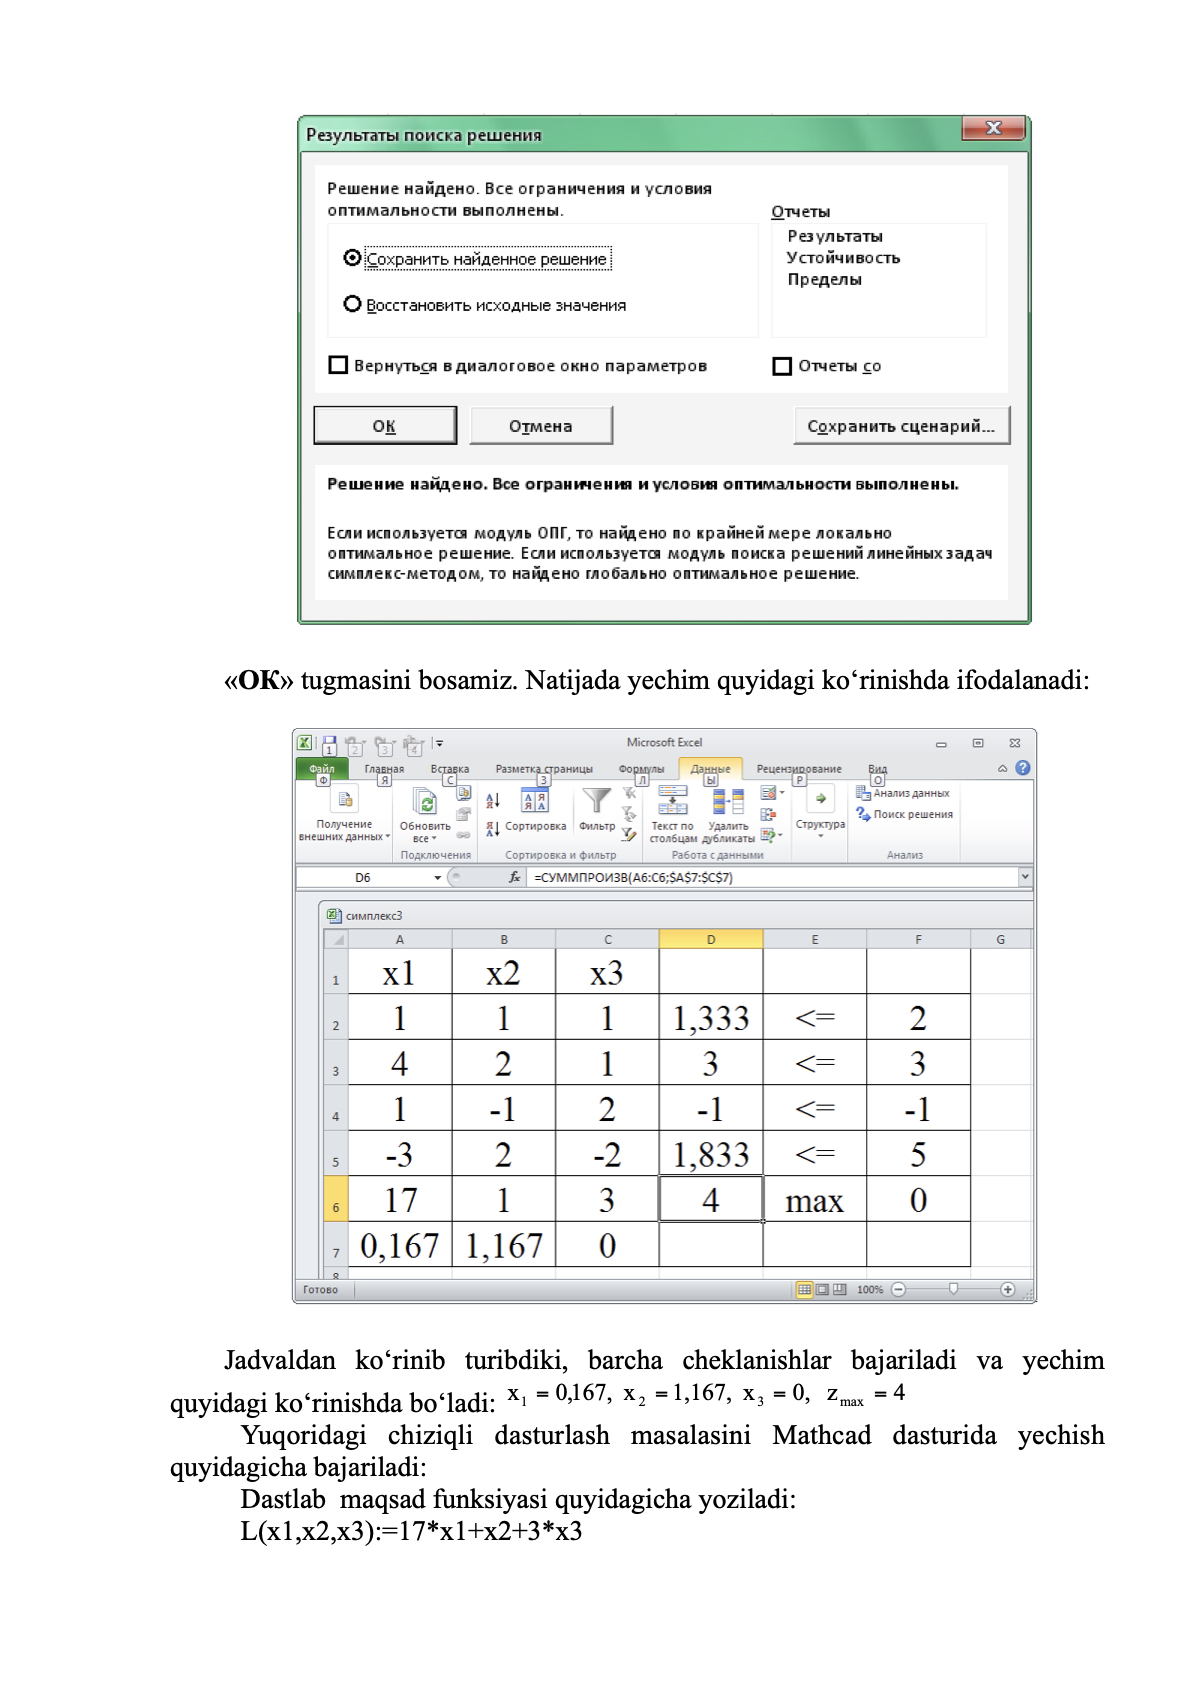 Результаты поиска решения
Решение найдено. Все ограничения и условия
оптимальности выполнены.
Отчеты
Результаты
Устойчивость
Пределы
Сохранить найденное решение
Восстановить исходные значения
Вернуться в диалоговое окно параметров
Отчеты со
ОК
Отмена
Сохранить сценарий...
Решение найдено. Все ограничения и условия оптимальности выполнены.
Если используется модуль ОПГ, то найдено по крайней мере локально
оптимальное решение. Если используется модуль поиска решений линейных задач
симплекс-методом, то найдено глобально оптимальное решение.
«ОК» tugmasini bosamiz. Natijada yechim quyidagi ko‘rinishda ifodalanadi:
1 2 3 4 Microsoft Excel
Файл Главная Вставка Разметка страницы Формулы Данные Рецензирование Вид
Ф Я С З Л Ы Р О
Получение
внешних данных
Обновить
все
Подключения
Сортировка
Фильтр
Сортировка и фильтр
Текст по
столбцам
Удалить
дубликаты
Работа с данными
Структура
Анализ данных
Поиск решения
Анализ
D6 fx =СУММПРОИЗВ(A6:C6;$A$7:$C$7)
симплекс3
A B C D E F G
1 x1 x2 x3
2 1 1 1 1,333 <= 2
3 4 2 1 3 <= 3
4 1 -1 2 -1 <= -1
5 -3 2 -2 1,833 <= 5
6 17 1 3 4 max 0
7 0,167 1,167 0
8
Готово 100%
Jadvaldan ko‘rinib turibdiki, barcha cheklanishlar bajariladi va yechim
quyidagi ko‘rinishda bo‘ladi: x₁ = 0,167, x₂ = 1,167, x₃ = 0, z max = 4
Yuqoridagi chiziqli dasturlash masalasini Mathcad dasturida yechish
quyidagicha bajariladi:
Dastlab maqsad funksiyasi quyidagicha yoziladi:
L(x1,x2,x3):=17*x1+x2+3*x3